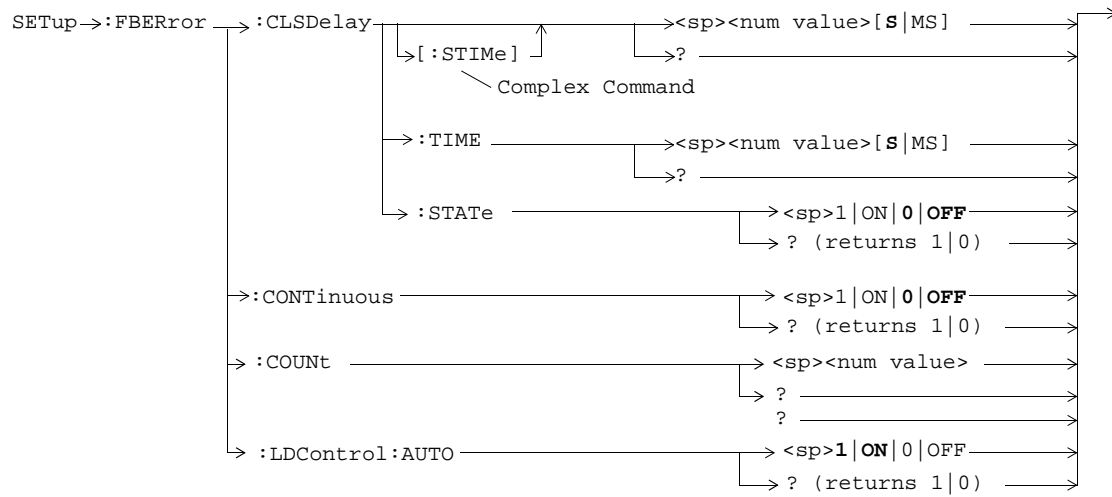 SETup :FBERror :CLSDelay <sp><num value>[S|MS]
[:STIMe] ?
Complex Command
:TIME <sp><num value>[S|MS]
?
:STATe <sp>1|ON|0|OFF
? (returns 1|0)
:CONTinuous <sp>1|ON|0|OFF
? (returns 1|0)
:COUNt <sp><num value>
?
?
:LDControl:AUTO <sp>1|ON|0|OFF
? (returns 1|0)